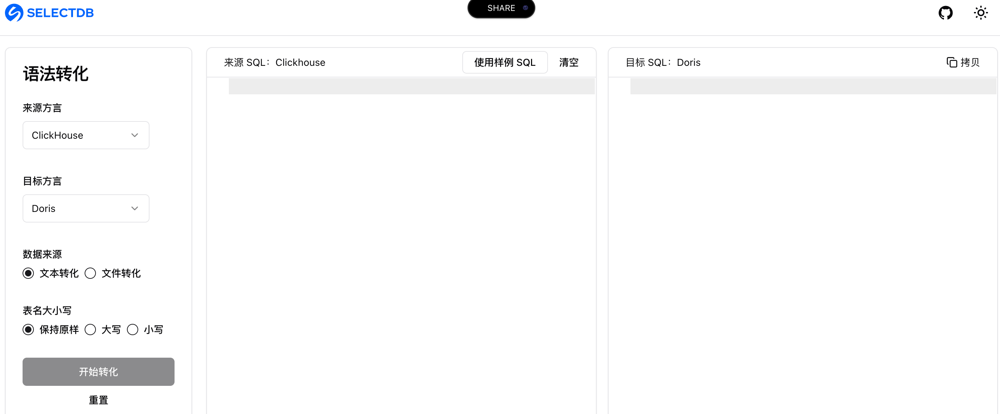 SELECTDB
SHARE
语法转化
来源方言
ClickHouse
目标方言
Doris
数据来源
文本转化 文件转化
表名大小写
保持原样 大写 小写
开始转化
重置
来源 SQL：Clickhouse 使用样例 SQL 清空
目标 SQL：Doris 拷贝